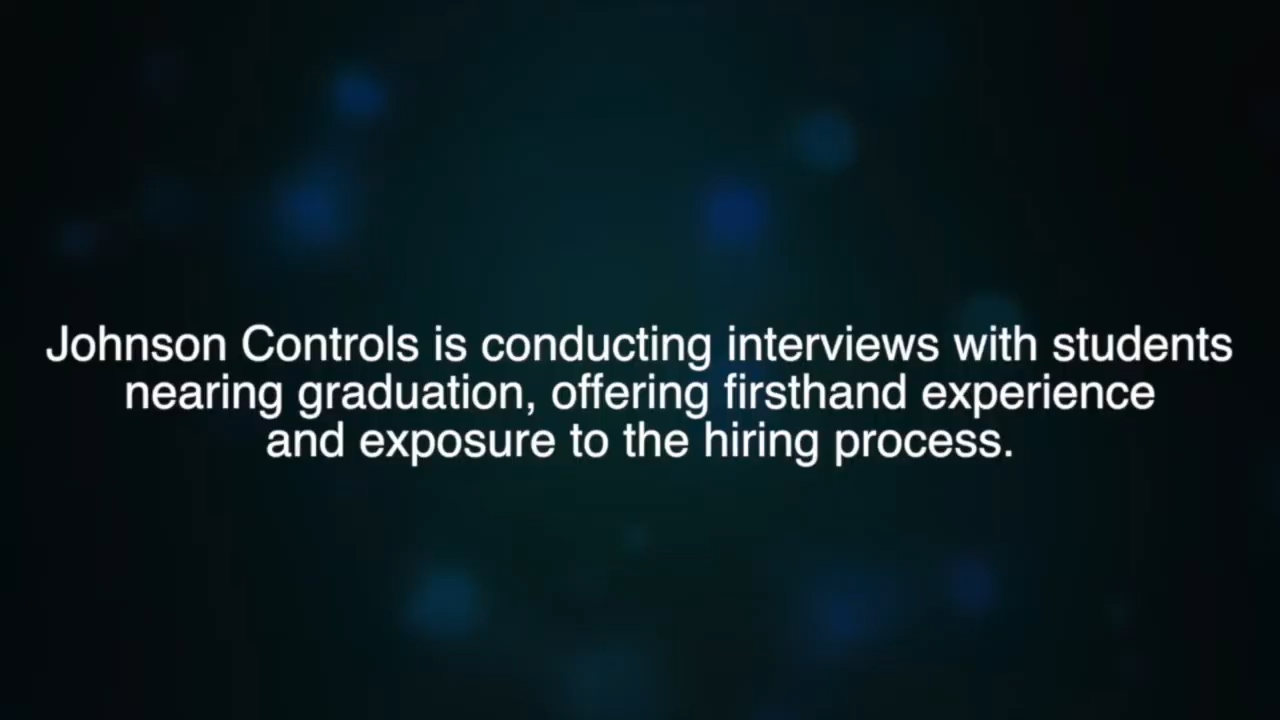 Johnson Controls is conducting interviews with students
nearing graduation, offering firsthand experience
and exposure to the hiring process.